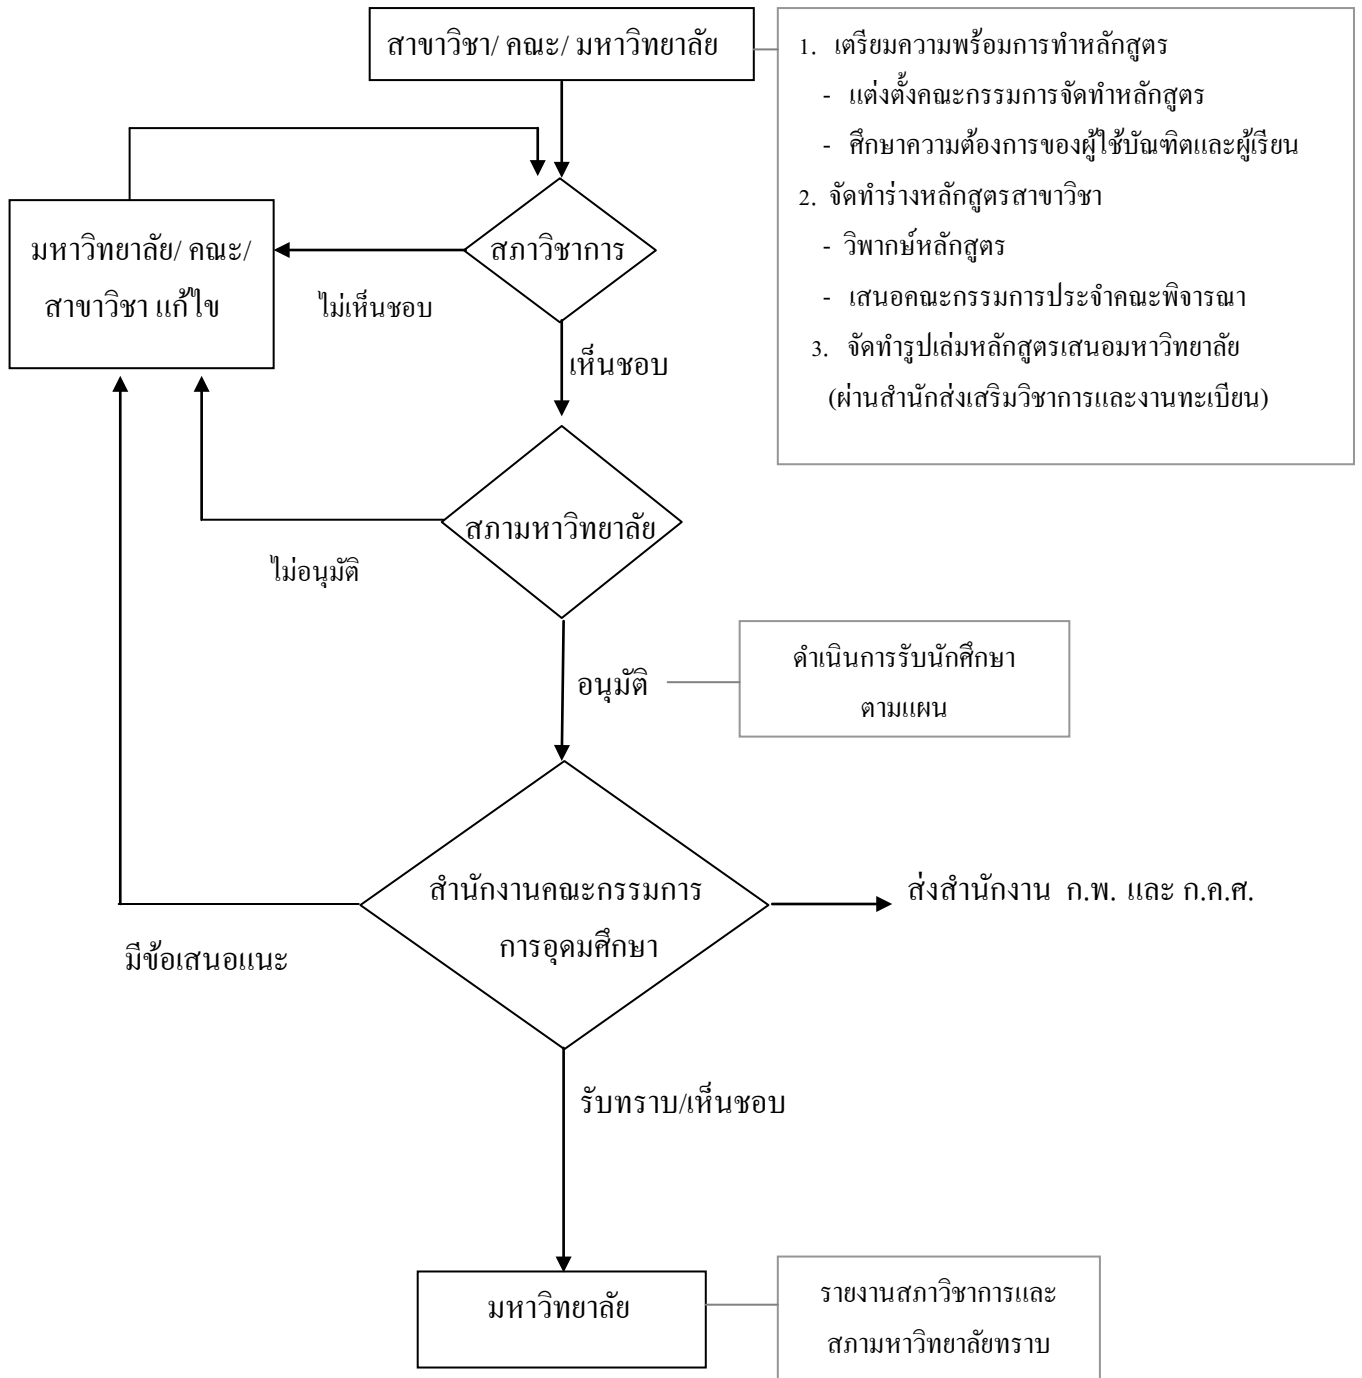 สาขาวิชา/ คณะ/ มหาวิทยาลัย
1. เตรียมความพร้อมการทำหลักสูตร
- แต่งตั้งคณะกรรมการจัดทำหลักสูตร
- ศึกษาความต้องการของผู้ใช้บัณฑิตและผู้เรียน
2. จัดทำร่างหลักสูตรสาขาวิชา
- วิพากษ์หลักสูตร
- เสนอคณะกรรมการประจำคณะพิจารณา
3. จัดทำรูปเล่มหลักสูตรเสนอมหาวิทยาลัย
(ผ่านสำนักส่งเสริมวิชาการและงานทะเบียน)
มหาวิทยาลัย/ คณะ/
สาขาวิชา แก้ไข
สภาวิชาการ
ไม่เห็นชอบ
เห็นชอบ
สภามหาวิทยาลัย
ไม่อนุมัติ
อนุมัติ
ดำเนินการรับนักศึกษา
ตามแผน
สำนักงานคณะกรรมการ
การอุดมศึกษา
ส่งสำนักงาน ก.พ. และ ก.ค.ศ.
มีข้อเสนอแนะ
รับทราบ/เห็นชอบ
มหาวิทยาลัย
รายงานสภาวิชาการและ
สภามหาวิทยาลัยทราบ